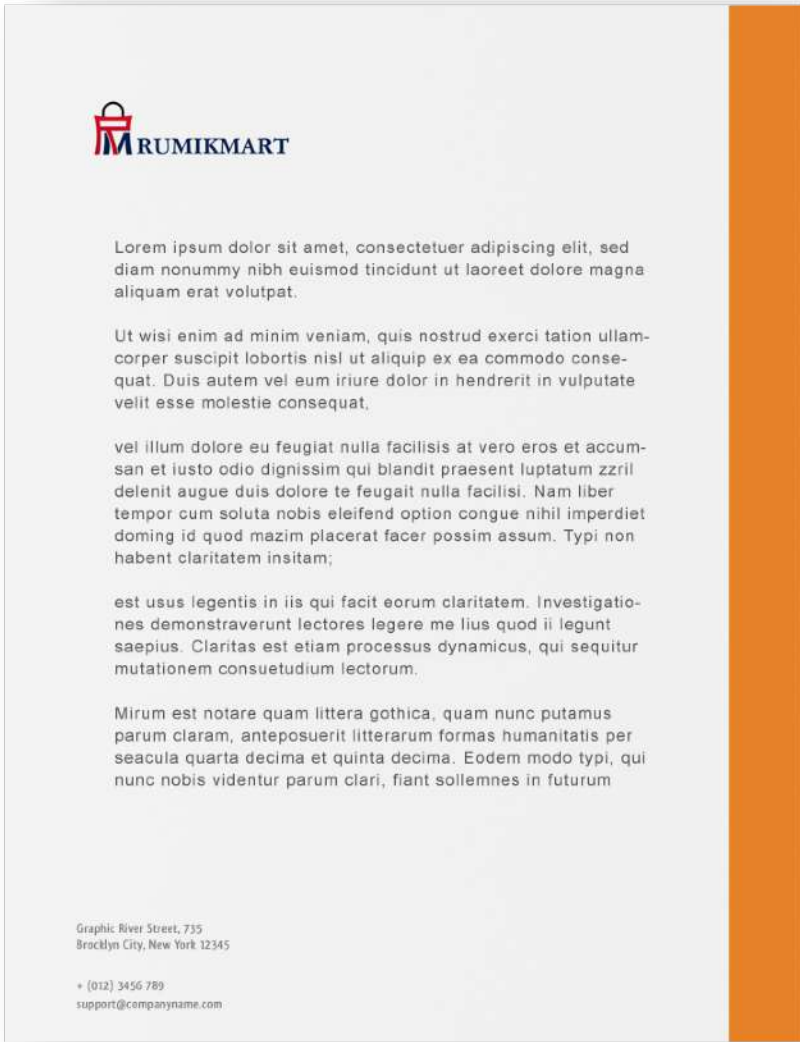 RUMIKMART
Lorem ipsum dolor sit amet, consectetuer adipiscing elit, sed
diam nonummy nibh euismod tincidunt ut laoreet dolore magna
aliquam erat volutpat.
Ut wisi enim ad minim veniam, quis nostrud exerci tation ullam-
corper suscipit lobortis nisl ut aliquip ex ea commodo conse-
quat. Duis autem vel eum iriure dolor in hendrerit in vulputate
velit esse molestie consequat,
vel illum dolore eu feugiat nulla facilisis at vero eros et accum-
san et iusto odio dignissim qui blandit praesent luptatum zzril
delenit augue duis dolore te feugait nulla facilisi. Nam liber
tempor cum soluta nobis eleifend option congue nihil imperdiet
doming id quod mazim placerat facer possim assum. Typi non
habent claritatem insitam;
est usus legentis in iis qui facit eorum claritatem. Investigatio-
nes demonstraverunt lectores legere me lius quod ii legunt
saepius. Claritas est etiam processus dynamicus, qui sequitur
mutationem consuetudium lectorum.
Mirum est notare quam littera gothica, quam nunc putamus
parum claram, anteposuerit litterarum formas humanitatis per
seacula quarta decima et quinta decima. Eodem modo typi, qui
nunc nobis videntur parum clari, fiant sollemnes in futurum
Graphic River Street, 735
Brocklyn City, New York 12345
+ (012) 3456 789
support@companyname.com